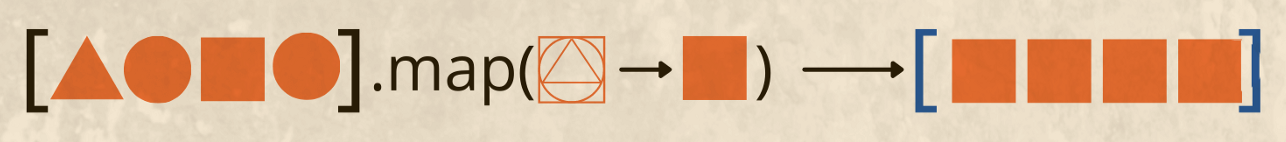 [ ].map( → ) → [ ]